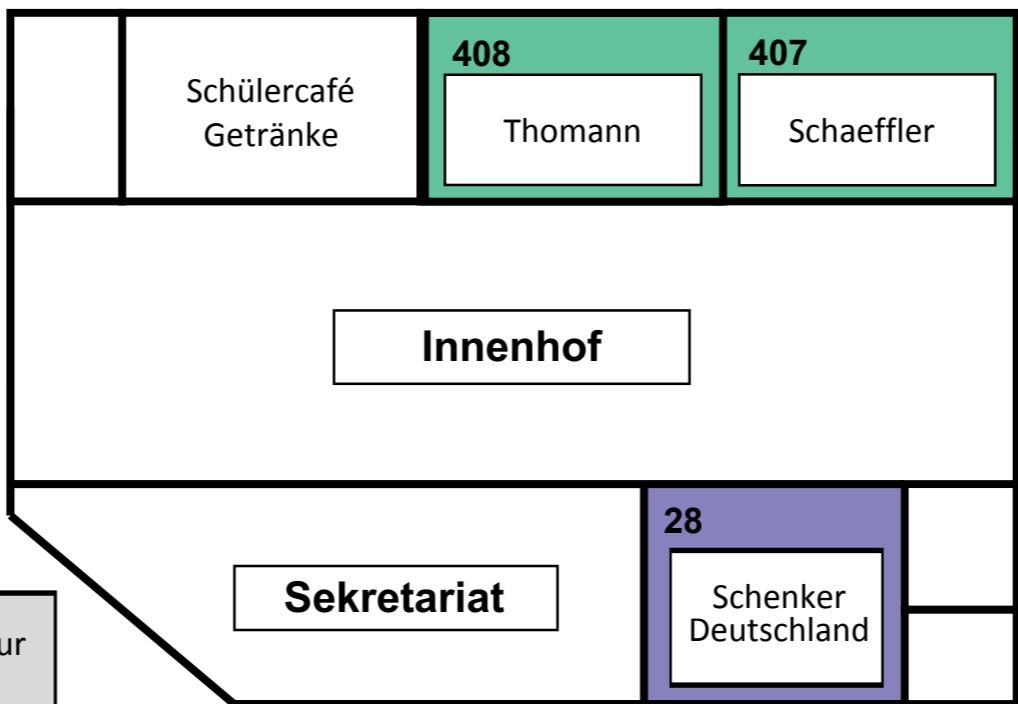 Schülercafé
Getränke
408
Thomann
407
Schaeffler
Innenhof
Sekretariat
28
Schenker
Deutschland